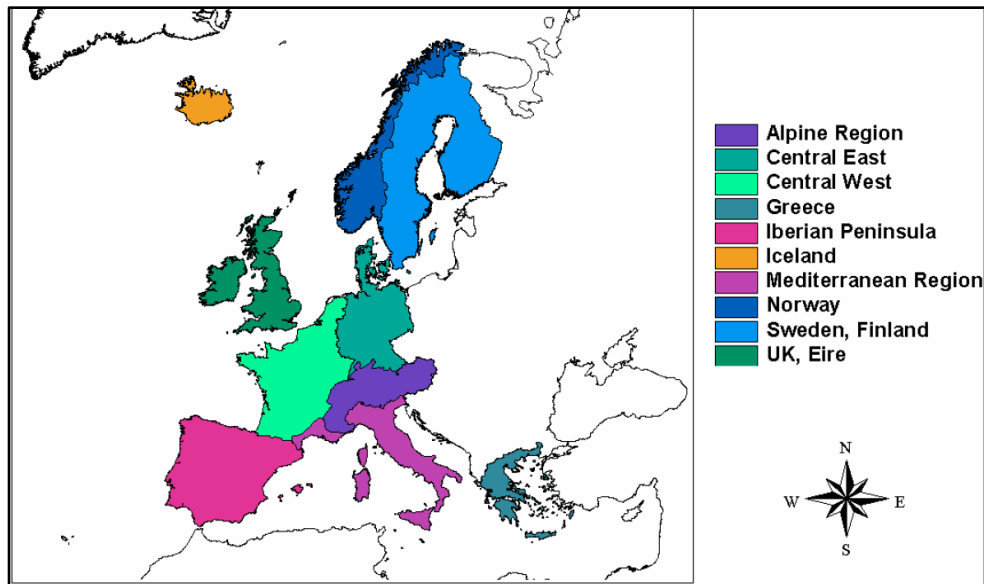 Alpine Region
Central East
Central West
Greece
Iberian Peninsula
Iceland
Mediterranean Region
Norway
Sweden, Finland
UK, Eire
N
W E
S